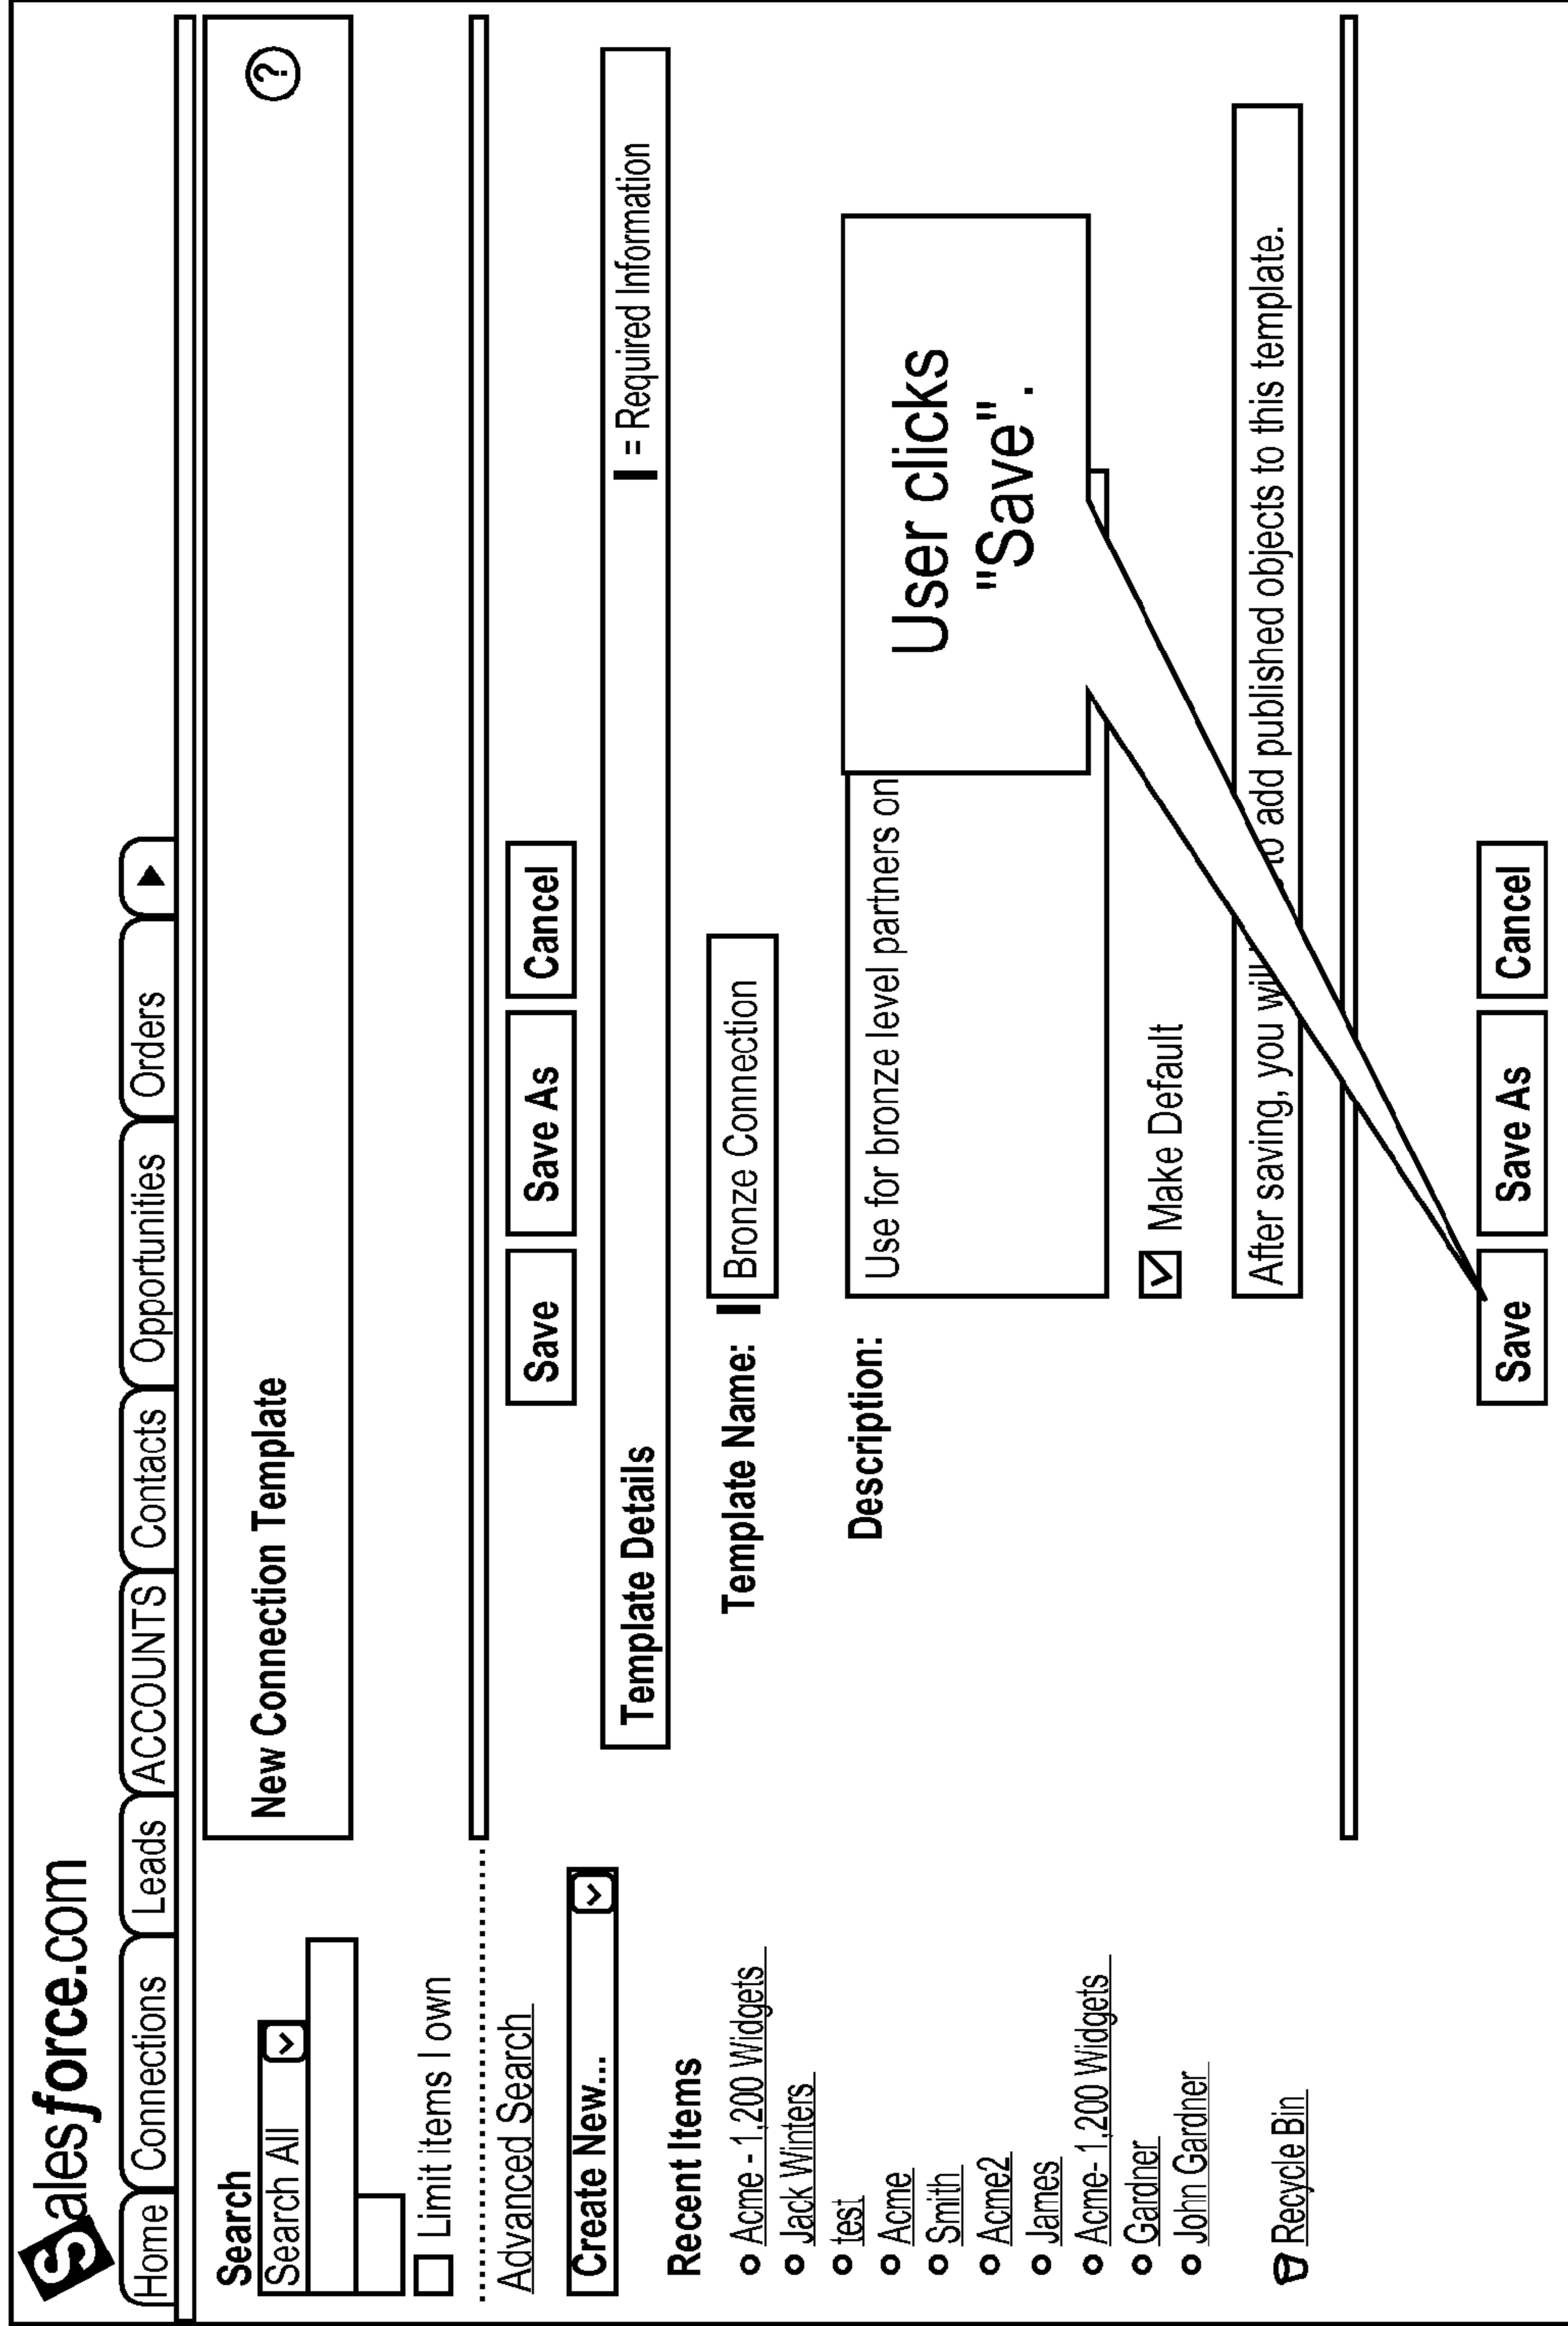 Salesforce.com
Home Connections Leads ACCOUNTS Contacts Opportunities Orders
Search
Search All
Limit items I own
Advanced Search
Create New...
Recent Items
Acme - 1,200 Widgets
Jack Winters
test
Acme
Smith
Acme2
James
Acme- 1,200 Widgets
Gardner
John Gardner
Recycle Bin
New Connection Template
?
Save Save As Cancel
Template Details
= Required Information
Template Name: Bronze Connection
Description: Use for bronze level partners on
User clicks
"Save".
Make Default
After saving, you will to add published objects to this template.
Save Save As Cancel